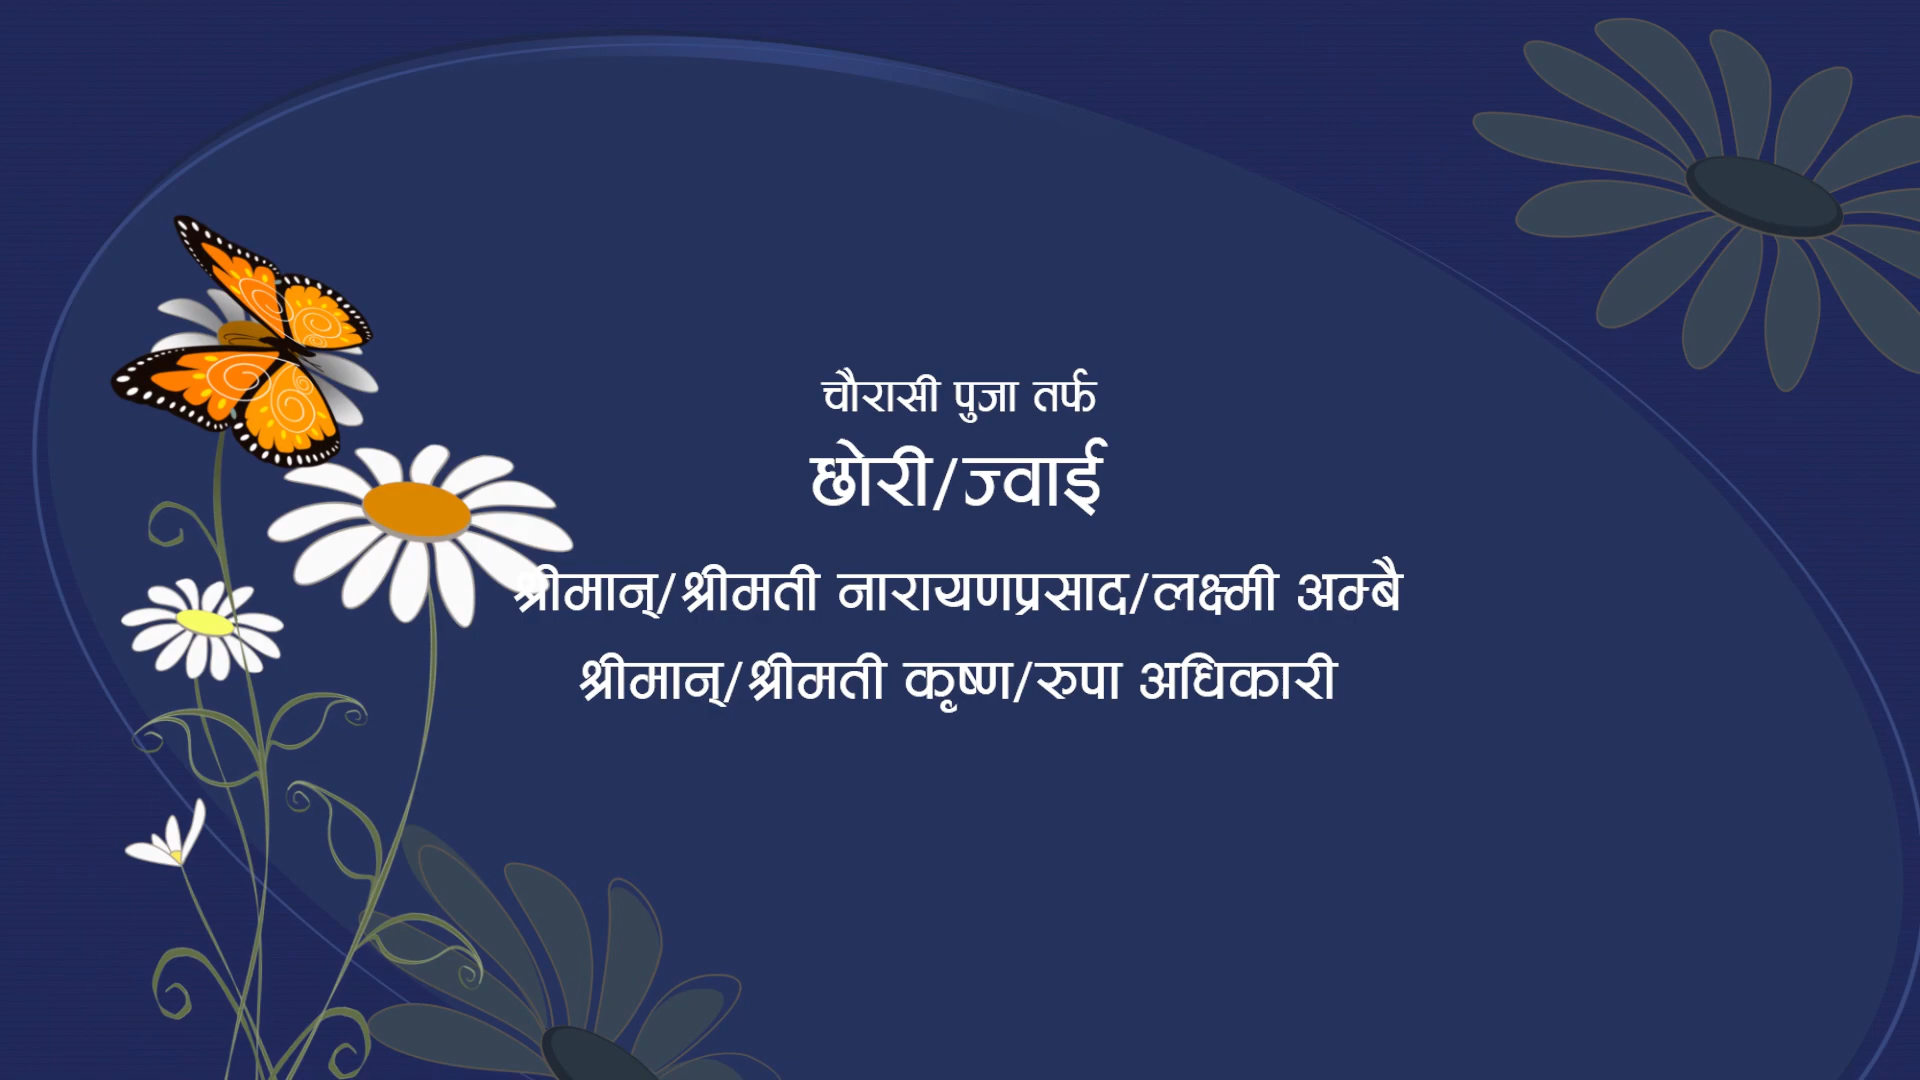 चौरासी पुजा तर्फ
छोरी/ज्वाई
श्रीमान्/श्रीमती नारायणप्रसाद/लक्ष्मी अम्बै
श्रीमान्/श्रीमती कृष्ण/रुपा अधिकारी